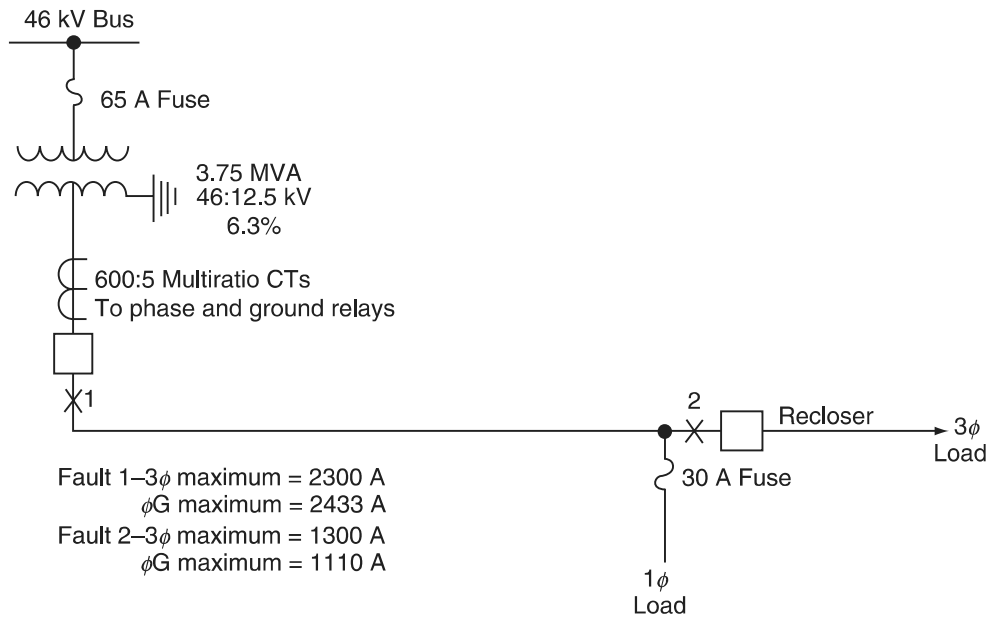 46 kV Bus
65 A Fuse
3.75 MVA
46:12.5 kV
6.3%
600:5 Multiratio CTs
To phase and ground relays
1
2
Recloser
3ϕ
Load
30 A Fuse
Fault 1–3ϕ maximum = 2300 A
ϕG maximum = 2433 A
Fault 2–3ϕ maximum = 1300 A
ϕG maximum = 1110 A
1ϕ
Load